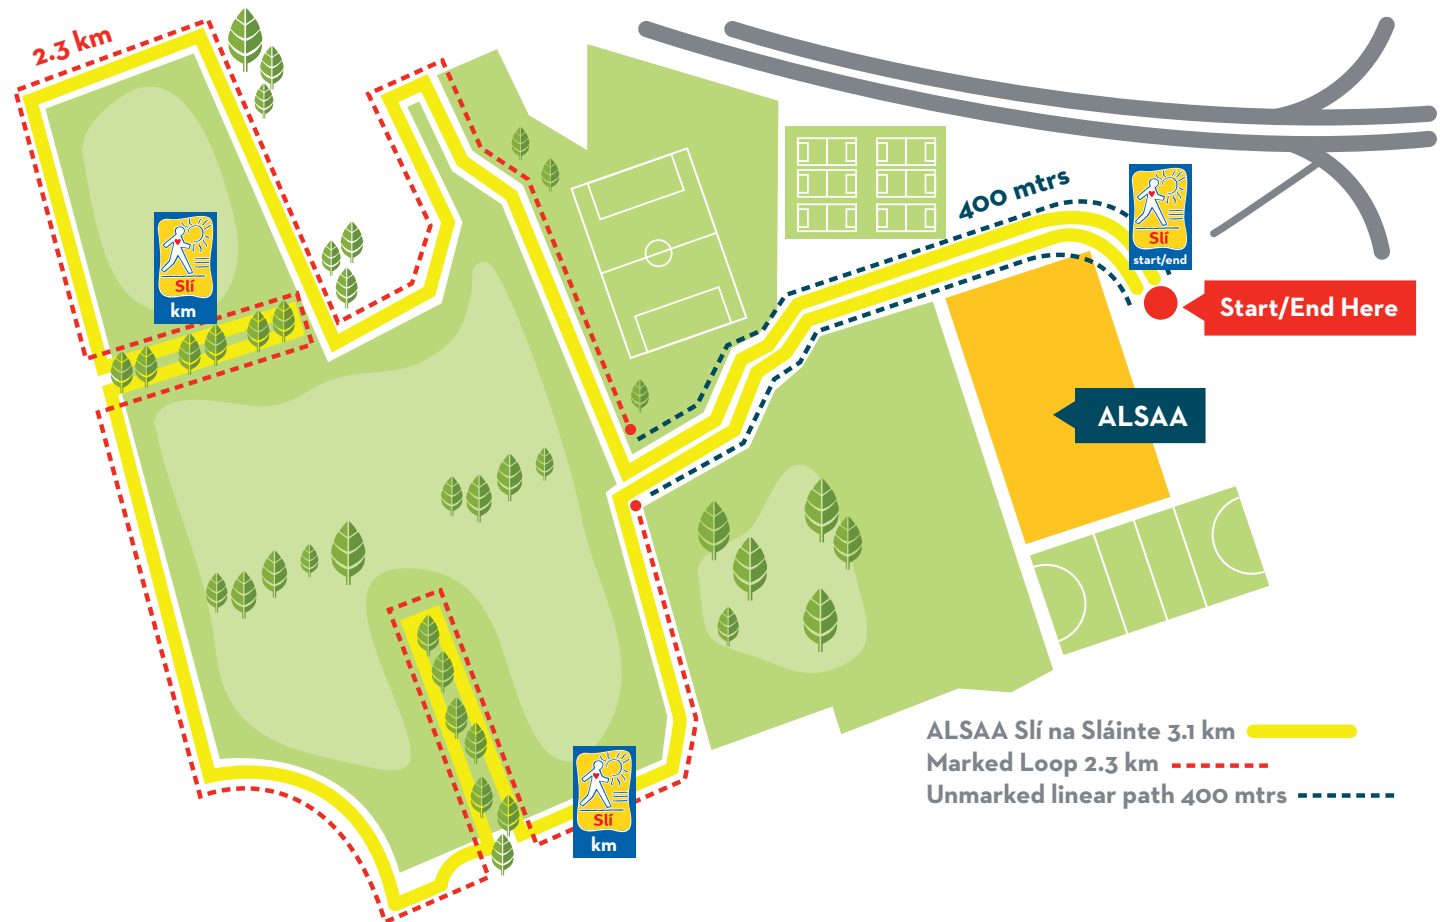 2.3 km
400 mtrs
Slí
start/end
Start/End Here
Slí
km
ALSAA
ALSAA Slí na Sláinte 3.1 km
Marked Loop 2.3 km
Unmarked linear path 400 mtrs
Slí
km